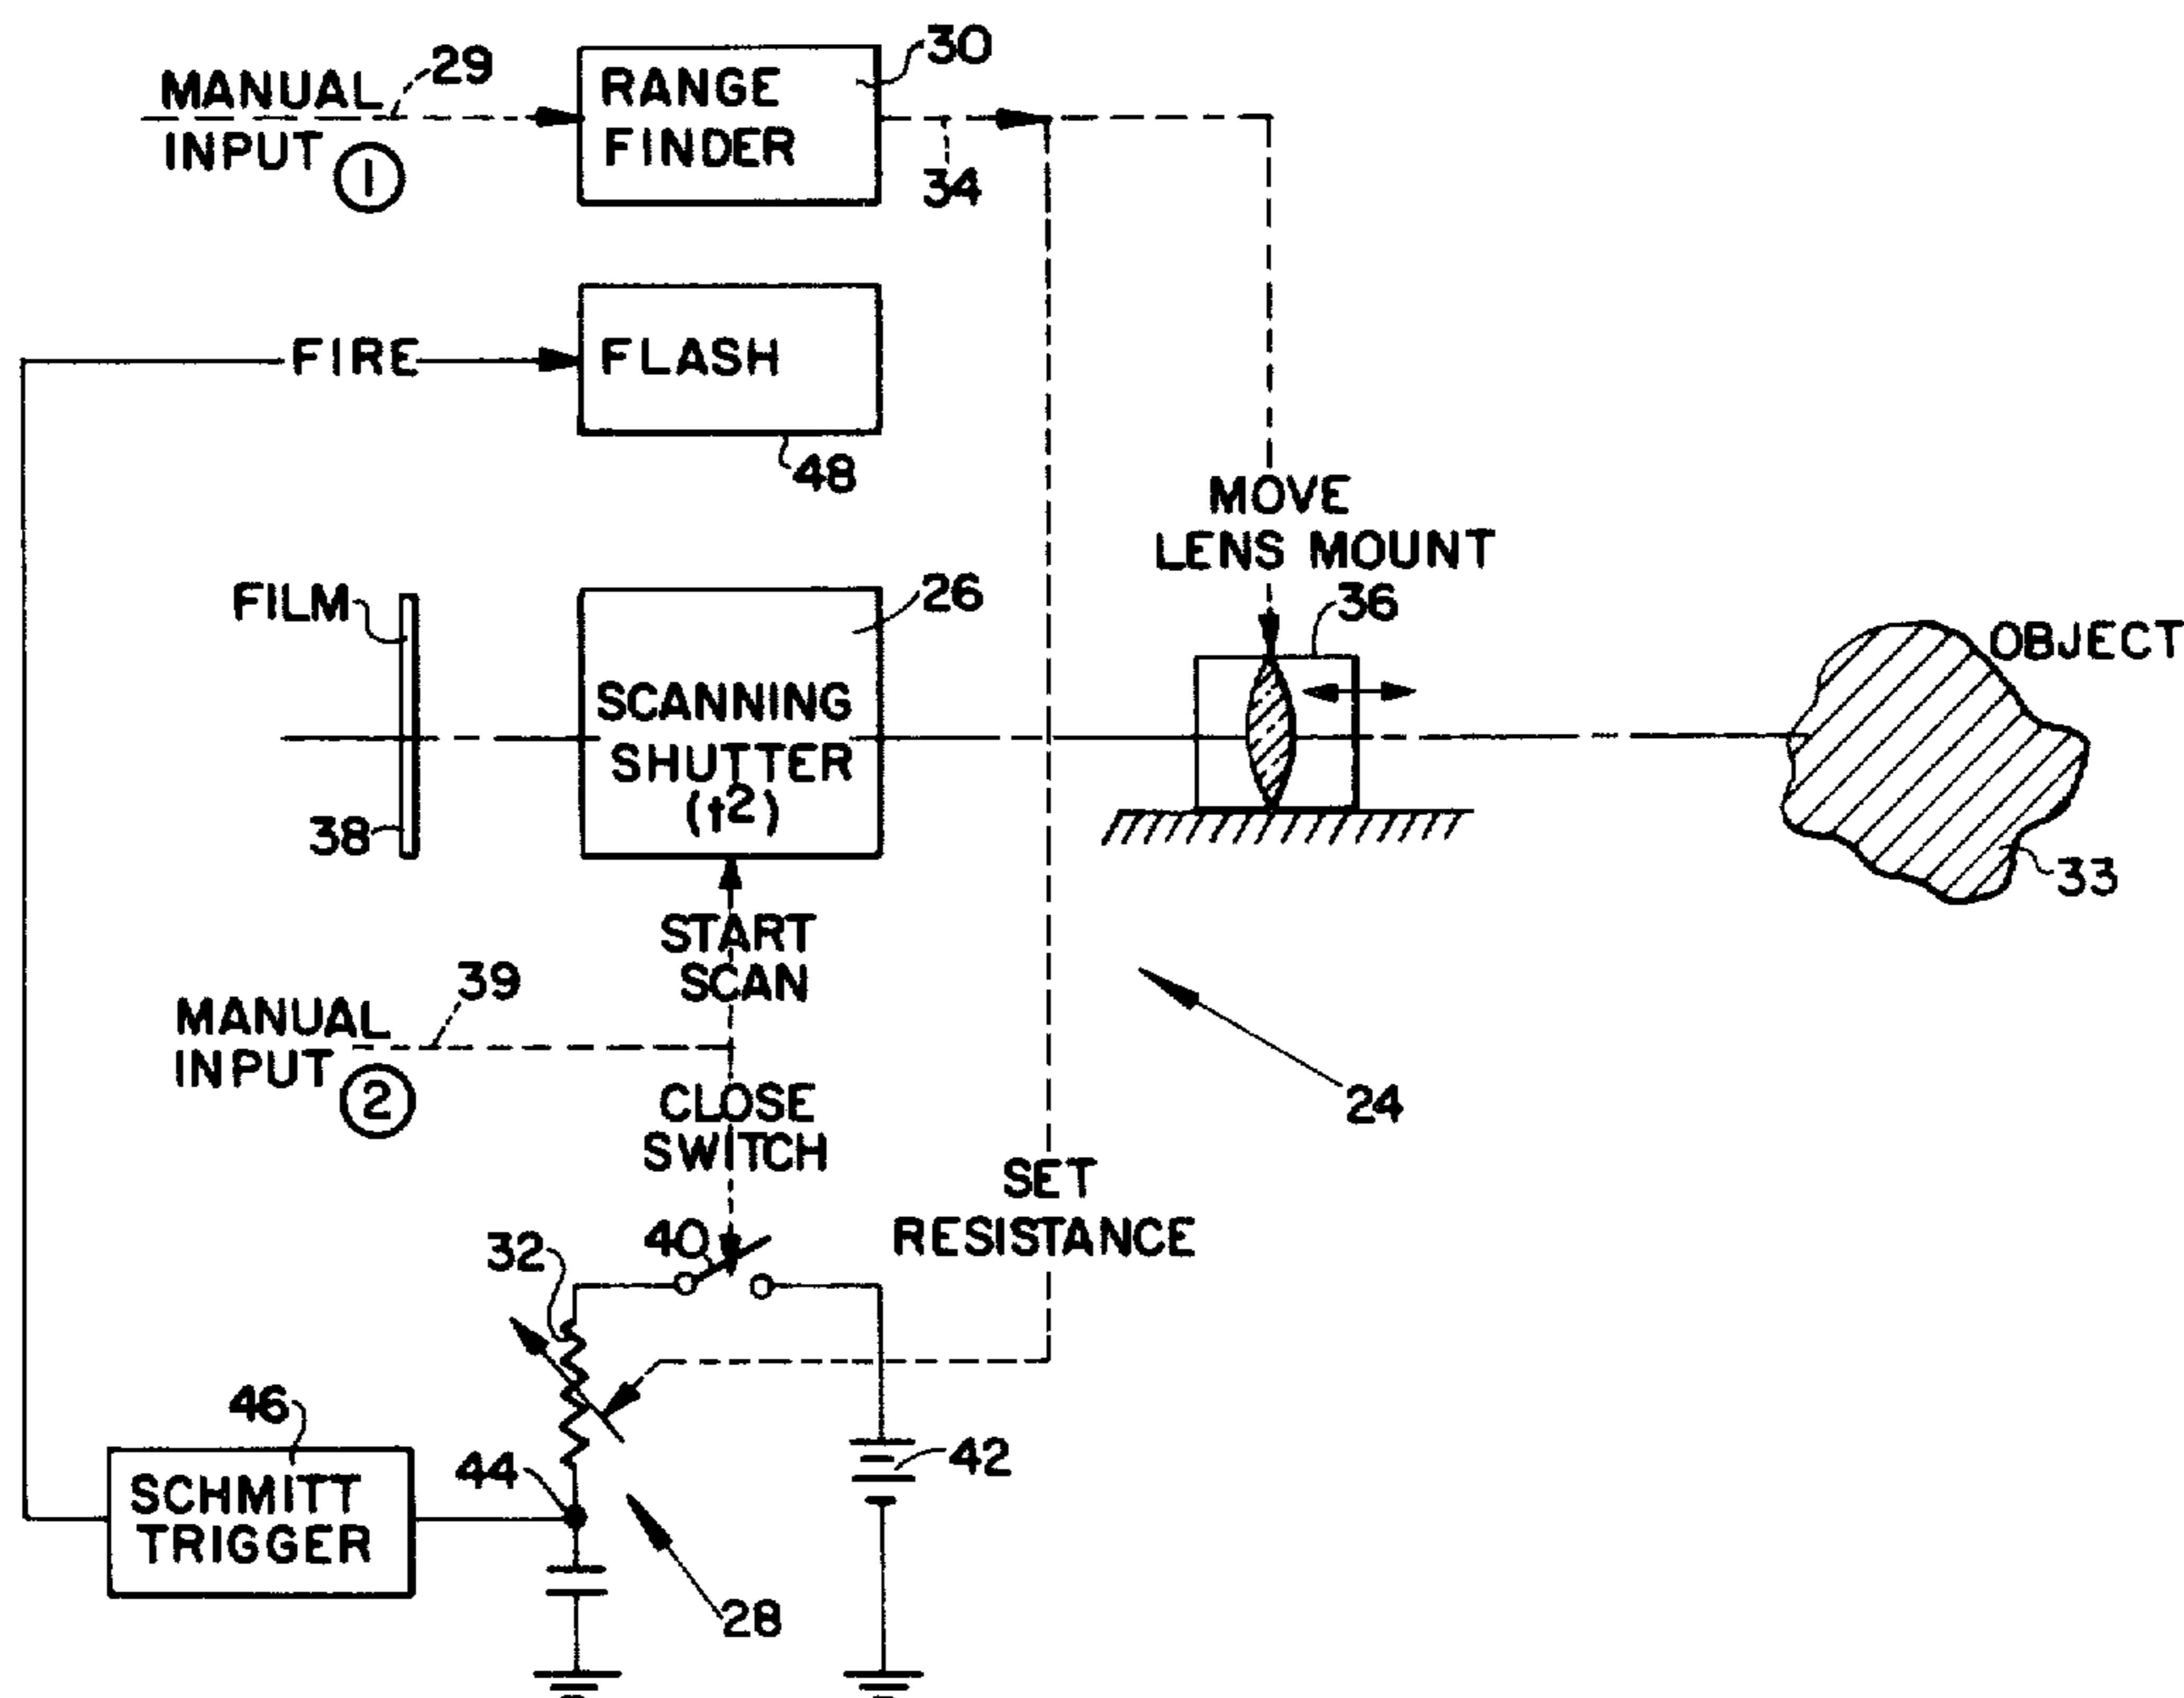 MANUAL
INPUT ①
29
RANGE
FINDER
30
34
FIRE
FLASH
48
MOVE
LENS MOUNT
36
FILM
38
SCANNING
SHUTTER
(t2)
26
OBJECT
33
START
SCAN
39
MANUAL
INPUT ②
CLOSE
SWITCH
24
SET
RESISTANCE
32
40
46
SCHMITT
TRIGGER
44
42
28